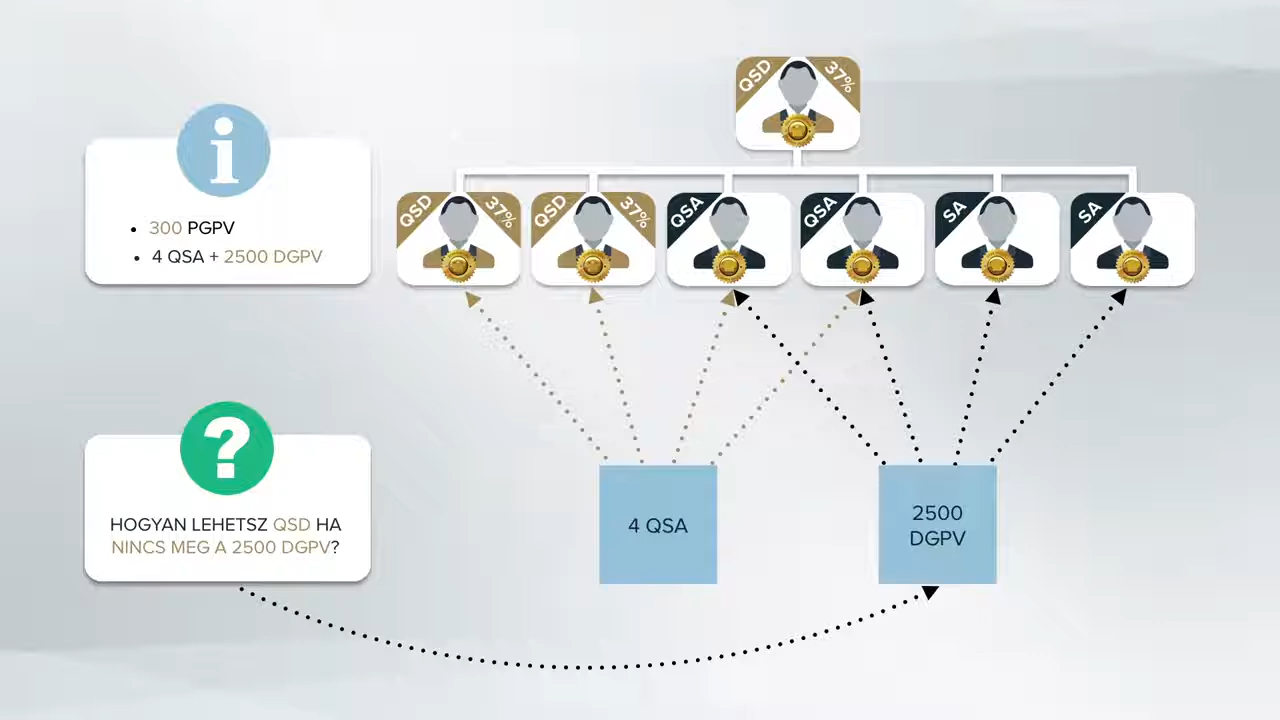 QSD 37%
QSD 37%
QSD 37%
QSA
QSA
SA
SA
• 300 PGPV
• 4 QSA + 2500 DGPV
HOGYAN LEHETSZ QSD HA
NINCS MEG A 2500 DGPV?
4 QSA
2500
DGPV